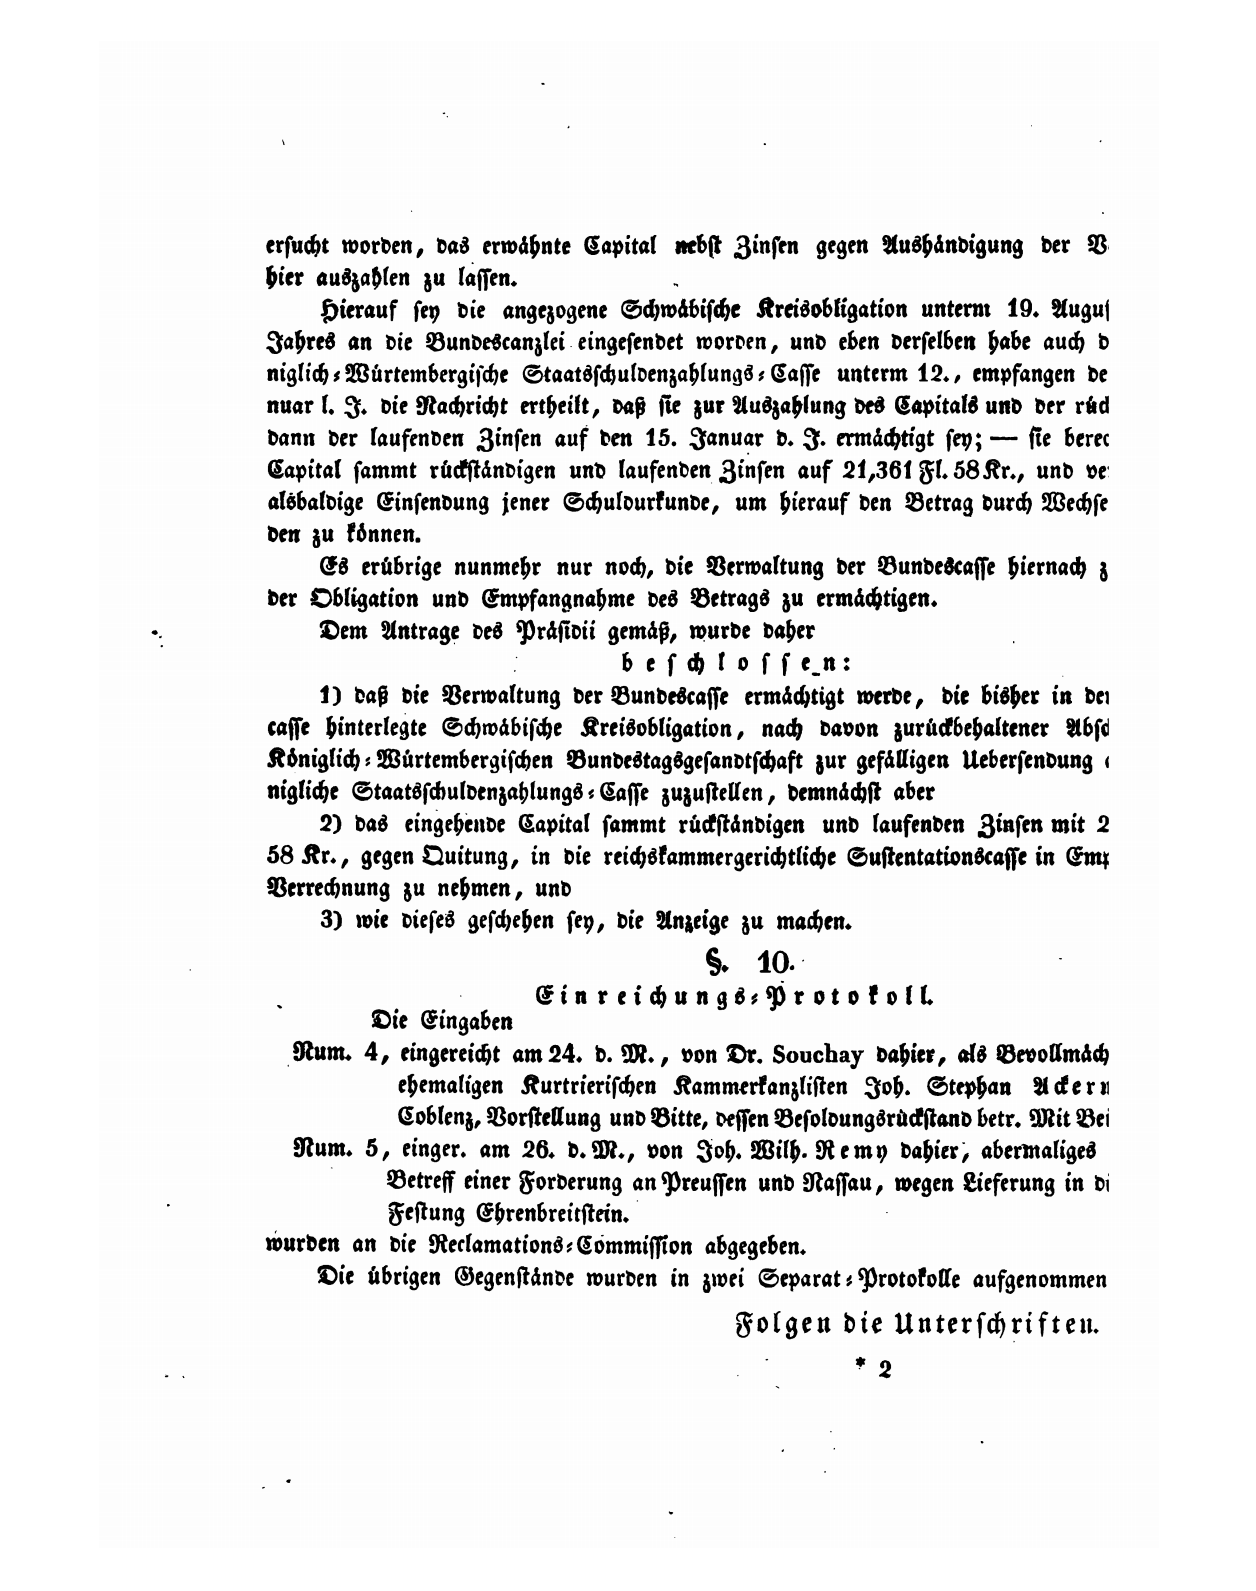 ersucht worden, das erwähnte Capital nebst Zinsen gegen Aushändigung der
hier auszahlen zu lassen.
Hierauf sey die angezogene Schwäbische Kreisobligation unterm 19. Augus
Jahres an die Bundescanzlei eingesendet worden, und eben derselben habe auch d
niglich-Würtembergische Staatsschuldenzahlungs-Casse unterm 12., empfangen de
nuar l. J. die Nachricht ertheilt, daß sie zur Auszahlung des Capitals und der rüc
dann der laufenden Zinsen auf den 15. Januar d. J. ermächtigt sey; — sie berec
Capital sammt rückständigen und laufenden Zinsen auf 21,361 Fl. 58 Kr., und ve
alsbaldige Einsendung jener Schuldurkunde, um hierauf den Betrag durch Wechse
den zu können.
Es erübrige nunmehr nur noch, die Verwaltung der Bundescasse hiernach z
der Obligation und Empfangnahme des Betrags zu ermächtigen.
Dem Antrage des Präsidii gemäß, wurde daher
beschlossen:
1) daß die Verwaltung der Bundescasse ermächtigt werde, die bisher in der
casse hinterlegte Schwäbische Kreisobligation, nach davon zurückbehaltener Absc
Königlich-Würtembergischen Bundestagsgesandtschaft zur gefälligen Uebersendung
nigliche Staatsschuldenzahlungs-Casse zuzustellen, demnächst aber
2) das eingehende Capital sammt rückständigen und laufenden Zinsen mit 2
58 Kr., gegen Quitung, in die reichskammergerichtliche Sustentationscasse in Emp
Verrechnung zu nehmen, und
3) wie dieses geschehen sey, die Anzeige zu machen.
§. 10.
Einreichungs-Protokoll.
Die Eingaben
Num. 4, eingereicht am 24. d. M., von Dr. Souchay dahier, als Bevollmäch
ehemaligen Kurtrierischen Kammerkanzlisten Joh. Stephan Ackerm
Coblenz, Vorstellung und Bitte, dessen Besoldungsrückstand betr. Mit Bei
Num. 5, einger. am 26. d. M., von Joh. Wilh. Remy dahier, abermaliges
Betreff einer Forderung an Preussen und Nassau, wegen Lieferung in di
Festung Ehrenbreitstein.
wurden an die Reclamations-Commission abgegeben.
Die übrigen Gegenstände wurden in zwei Separat-Protokolle aufgenommen
Folgen die Unterschriften.
* 2